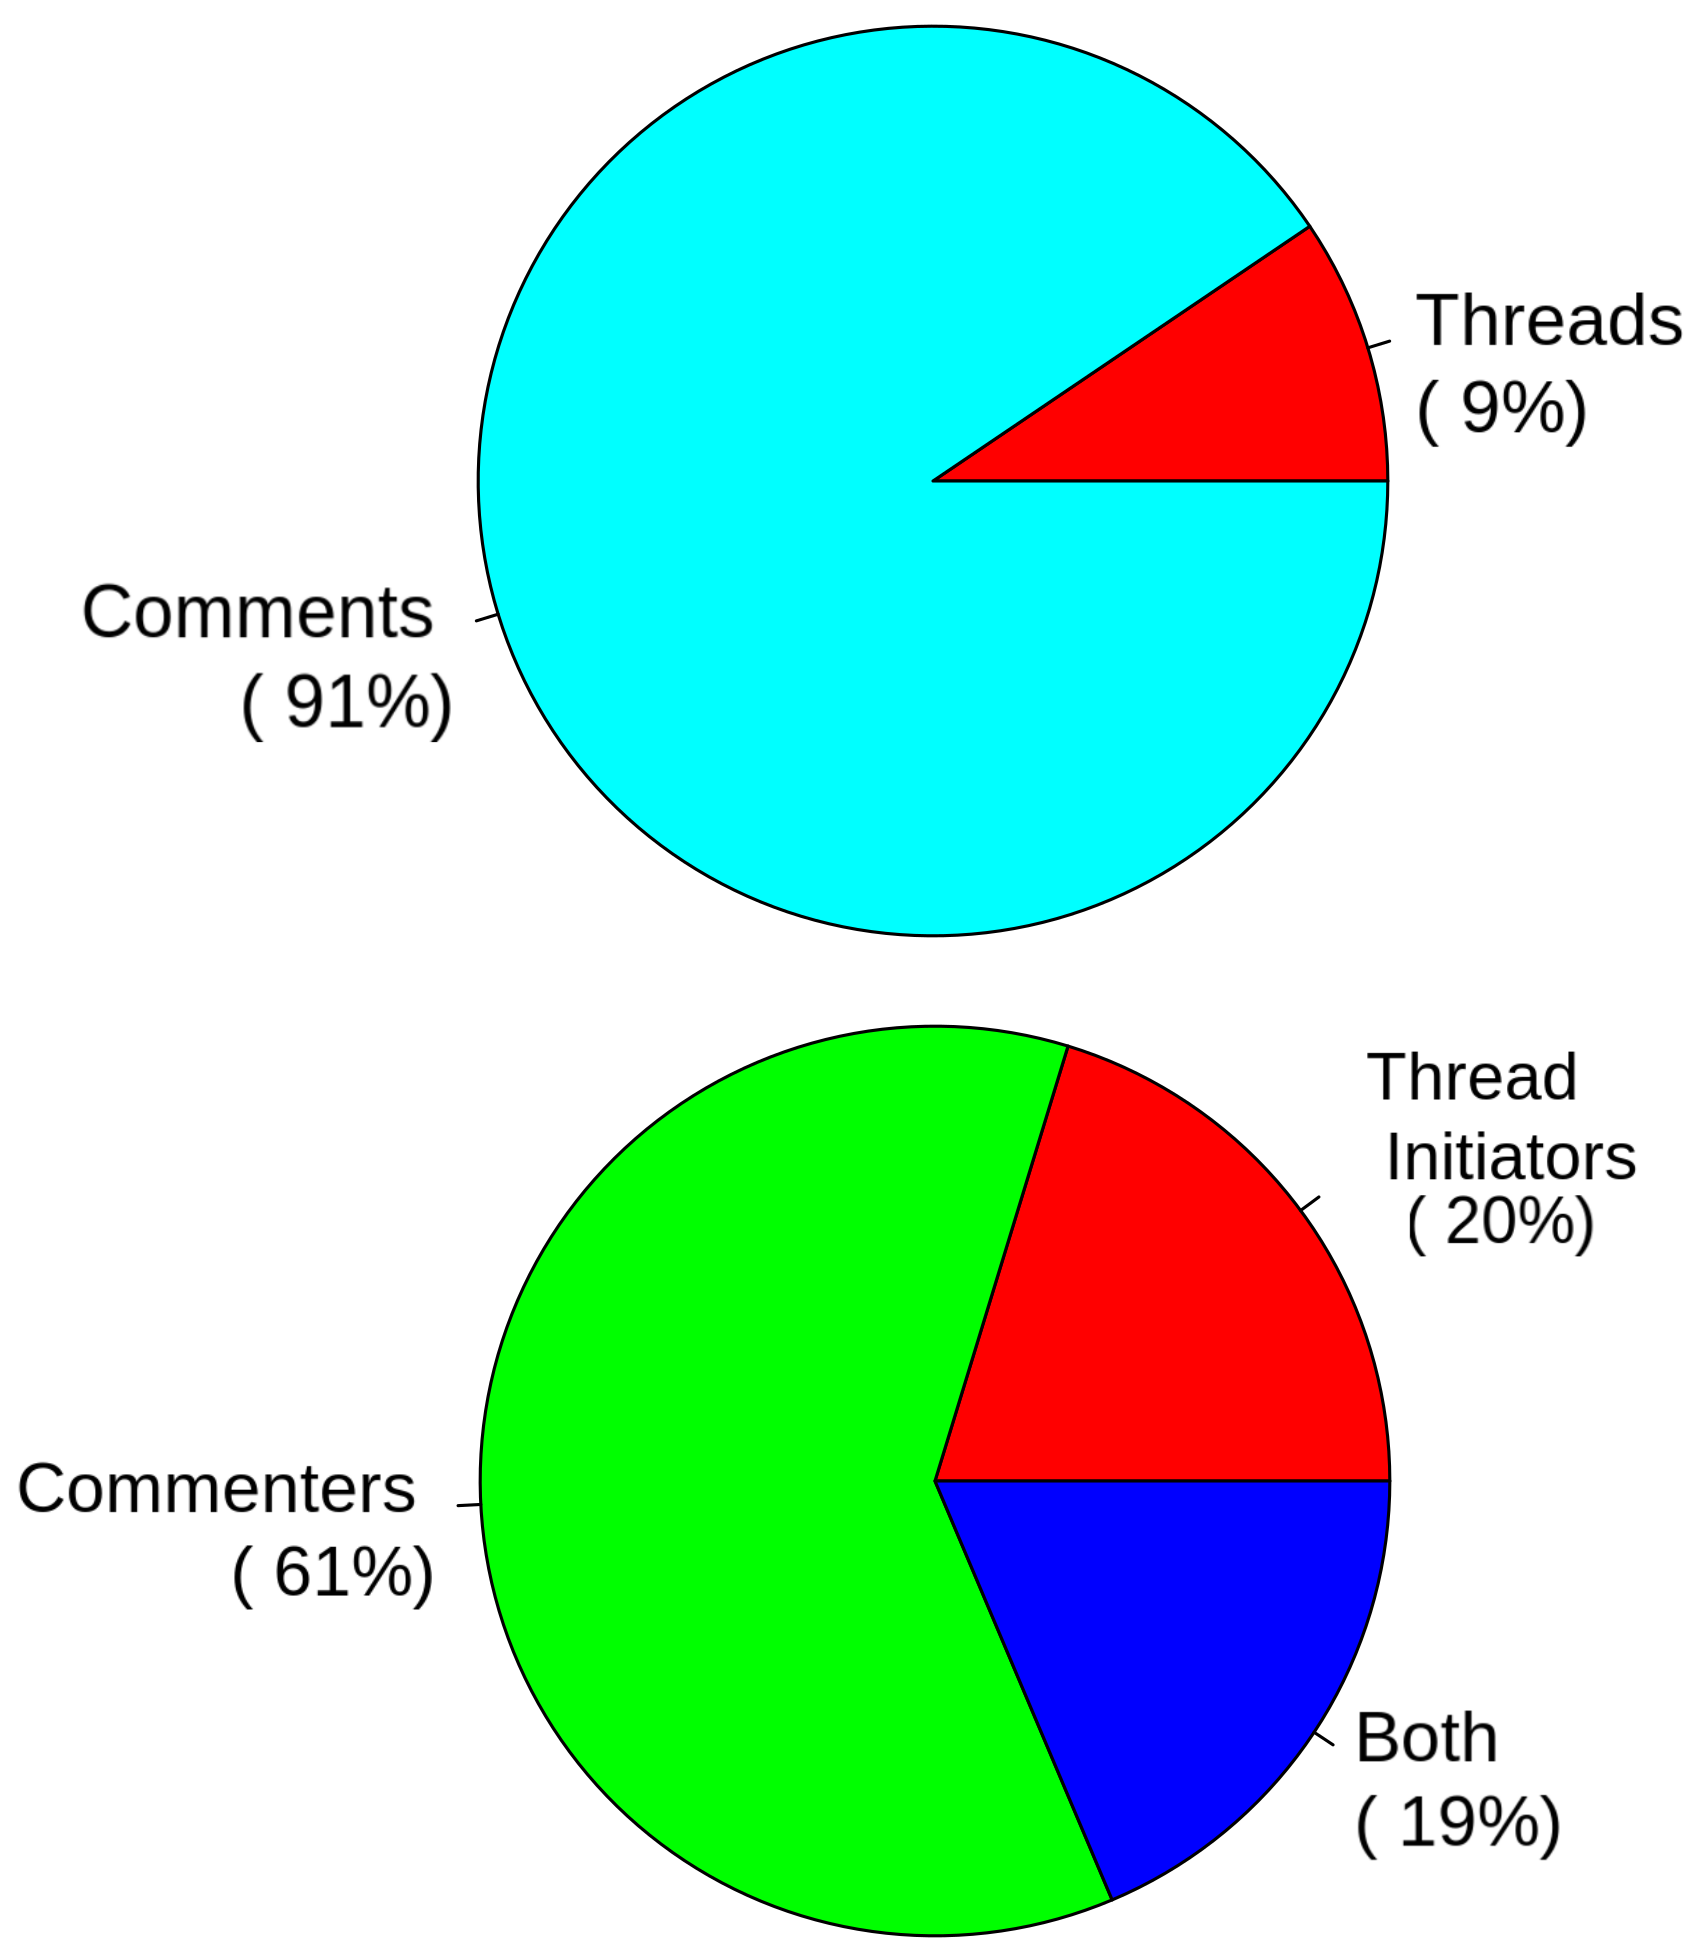 Threads
( 9%)
Comments
( 91%)
Thread
Initiators
( 20%)
Commenters
( 61%)
Both
( 19%)